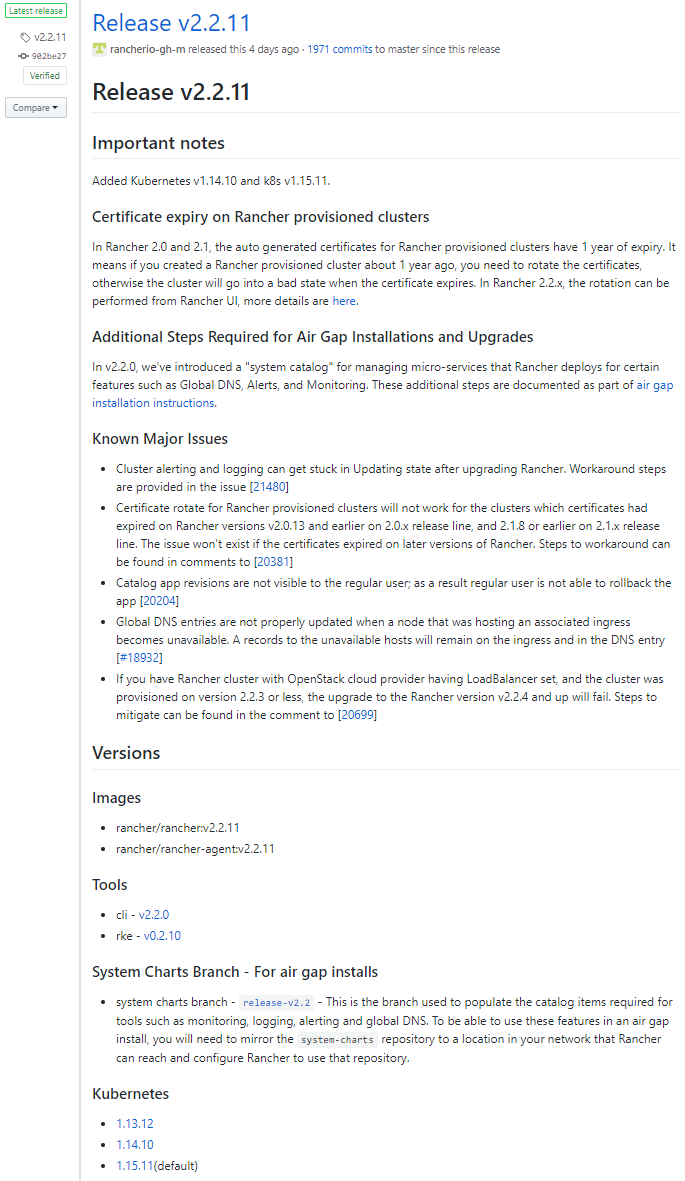 Latest release
v2.2.11
902be27
Verified
Compare
Release v2.2.11
rancherio-gh-m released this 4 days ago · 1971 commits to master since this release
Release v2.2.11
Important notes
Added Kubernetes v1.14.10 and k8s v1.15.11.
Certificate expiry on Rancher provisioned clusters
In Rancher 2.0 and 2.1, the auto generated certificates for Rancher provisioned clusters have 1 year of expiry. It
means if you created a Rancher provisioned cluster about 1 year ago, you need to rotate the certificates,
otherwise the cluster will go into a bad state when the certificate expires. In Rancher 2.2.x, the rotation can be
performed from Rancher UI, more details are here.
Additional Steps Required for Air Gap Installations and Upgrades
In v2.2.0, we've introduced a "system catalog" for managing micro-services that Rancher deploys for certain
features such as Global DNS, Alerts, and Monitoring. These additional steps are documented as part of air gap
installation instructions.
Known Major Issues
• Cluster alerting and logging can get stuck in Updating state after upgrading Rancher. Workaround steps
are provided in the issue [21480]
• Certificate rotate for Rancher provisioned clusters will not work for the clusters which certificates had
expired on Rancher versions v2.0.13 and earlier on 2.0.x release line, and 2.1.8 or earlier on 2.1.x release
line. The issue won't exist if the certificates expired on later versions of Rancher. Steps to workaround can
be found in comments to [20381]
• Catalog app revisions are not visible to the regular user; as a result regular user is not able to rollback the
app [20204]
• Global DNS entries are not properly updated when a node that was hosting an associated ingress
becomes unavailable. A records to the unavailable hosts will remain on the ingress and in the DNS entry
[#18932]
• If you have Rancher cluster with OpenStack cloud provider having LoadBalancer set, and the cluster was
provisioned on version 2.2.3 or less, the upgrade to the Rancher version v2.2.4 and up will fail. Steps to
mitigate can be found in the comment to [20699]
Versions
Images
• rancher/rancher:v2.2.11
• rancher/rancher-agent:v2.2.11
Tools
• cli - v2.2.0
• rke - v0.2.10
System Charts Branch - For air gap installs
• system charts branch - release-v2.2 - This is the branch used to populate the catalog items required for
tools such as monitoring, logging, alerting and global DNS. To be able to use these features in an air gap
install, you will need to mirror the system-charts repository to a location in your network that Rancher
can reach and configure Rancher to use that repository.
Kubernetes
• 1.13.12
• 1.14.10
• 1.15.11(default)